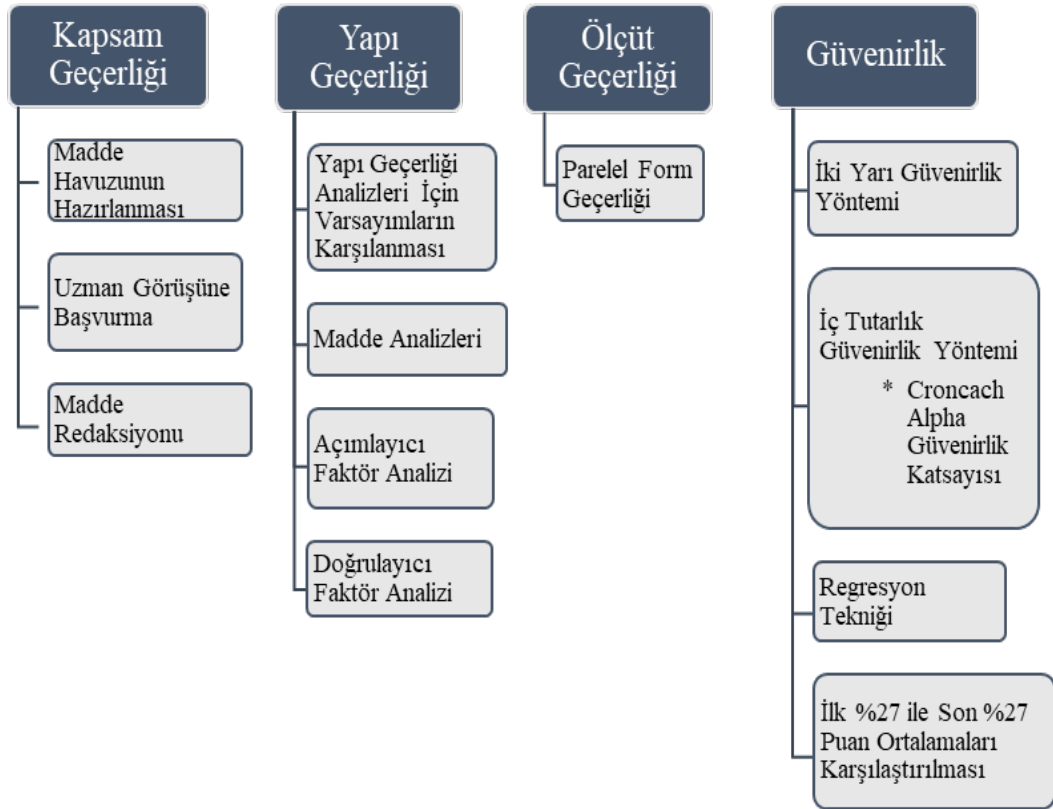 Kapsam
Geçerliği
Madde
Havuzunun
Hazırlanması
Uzman Görüşüne
Başvurma
Madde
Redaksiyonu
Yapı
Geçerliği
Yapı Geçerliği
Analizleri İçin
Varsayımların
Karşılanması
Madde Analizleri
Açımlayıcı
Faktör Analizi
Doğrulayıcı
Faktör Analizi
Ölçüt
Geçerliği
Parelel Form
Geçerliği
Güvenirlik
İki Yarı Güvenirlik
Yöntemi
İç Tutarlık
Güvenirlik Yöntemi
* Croncach
Alpha
Güvenirlik
Katsayısı
Regresyon
Tekniği
İlk %27 ile Son %27
Puan Ortalamaları
Karşılaştırılması